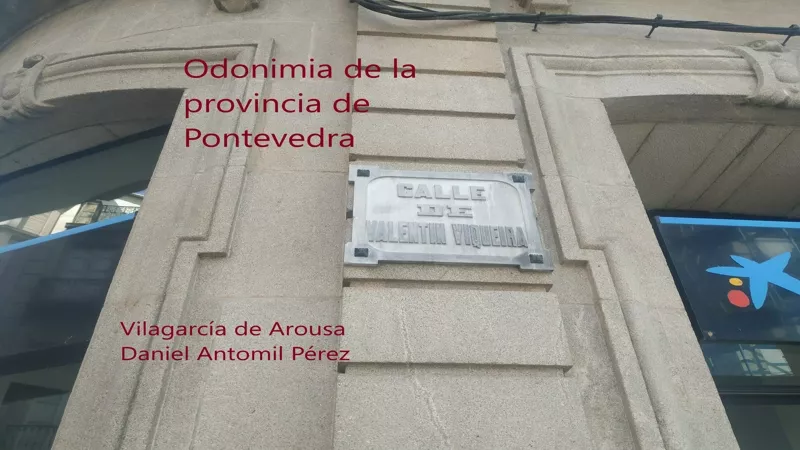 Odonimia de la
provincia de
Pontevedra
CALLE
DE
VALENTIN VIQUEIRA
Vilagarcía de Arousa
Daniel Antomil Pérez